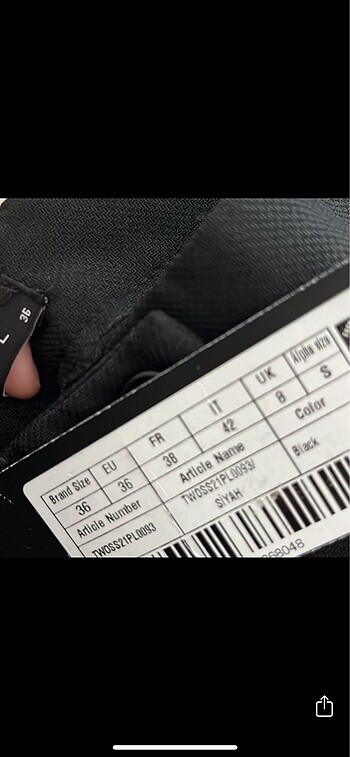 L 36
Brand Size EU FR IT UK Alpha size
36 36 38 42 8 S
Article Number Article Name Color
TWOSS21PL0093 TWOSS21PL0093/ Black
SİYAH
068048